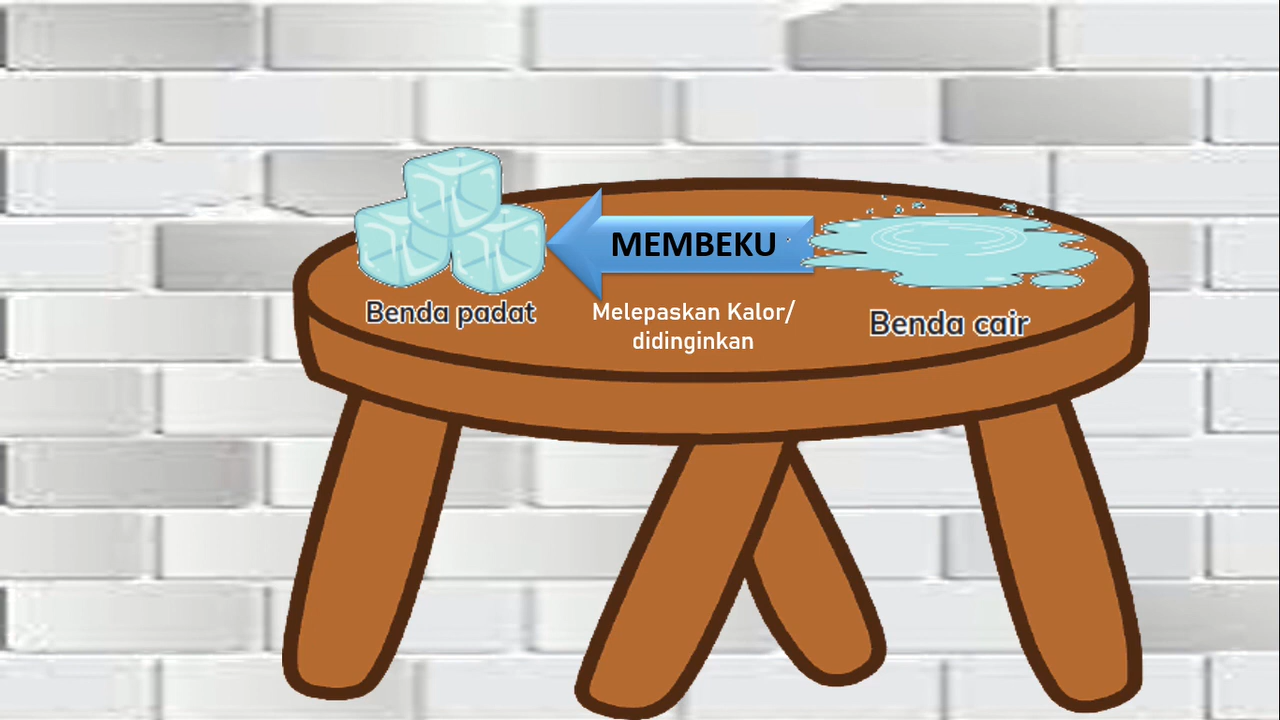 MEMBEKU
Benda padat
Melepaskan Kalor/
didinginkan
Benda cair